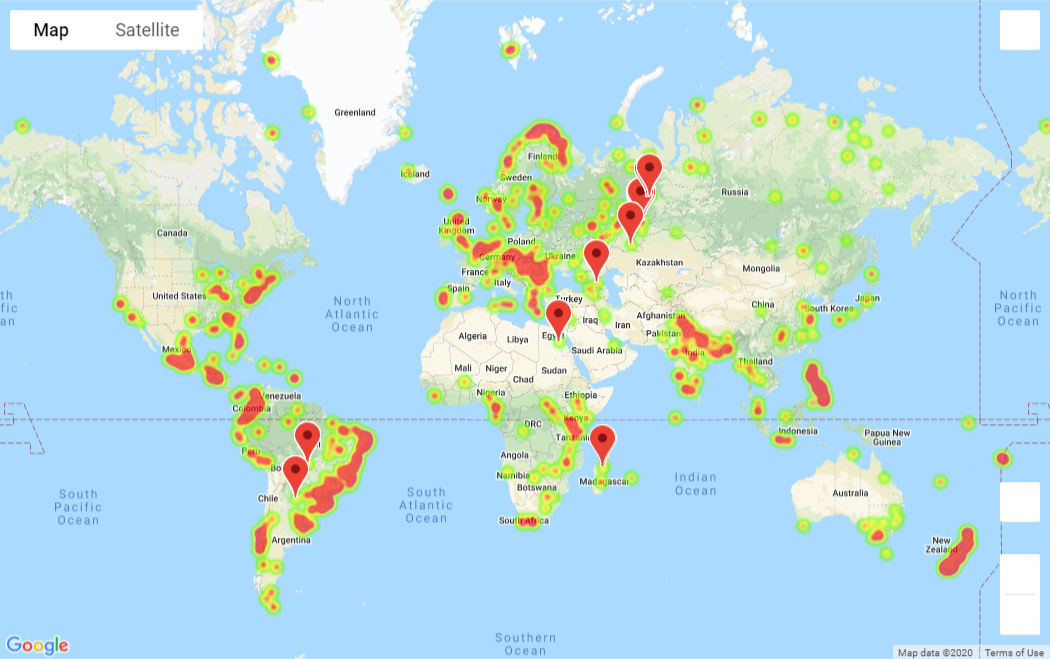 Map Satellite
Greenland
Iceland
Finland
Sweden
Norway
Russia
Canada
United
Kingdom
Poland
Germany
Ukraine
Kazakhstan
Mongolia
France
Italy
Spain
Turkey
United States
North
Atlantic
Ocean
North
Pacific
Ocean
Japan
South Korea
China
Afghanistan
Pakistan
Iraq
Iran
Algeria
Libya
Egypt
Saudi Arabia
India
Thailand
Mexico
Mali
Niger
Chad
Sudan
Nigeria
Ethiopia
Venezuela
Colombia
DRC
Kenya
Tanzania
Indonesia
Papua New
Guinea
Peru
Bo
Angola
Namibia
Botswana
Madagascar
Indian
Ocean
South
Pacific
Ocean
Chile
South
Atlantic
Ocean
Australia
South Africa
Argentina
New
Zealand
Southern
Ocean
Google
Map data ©2020 Terms of Use